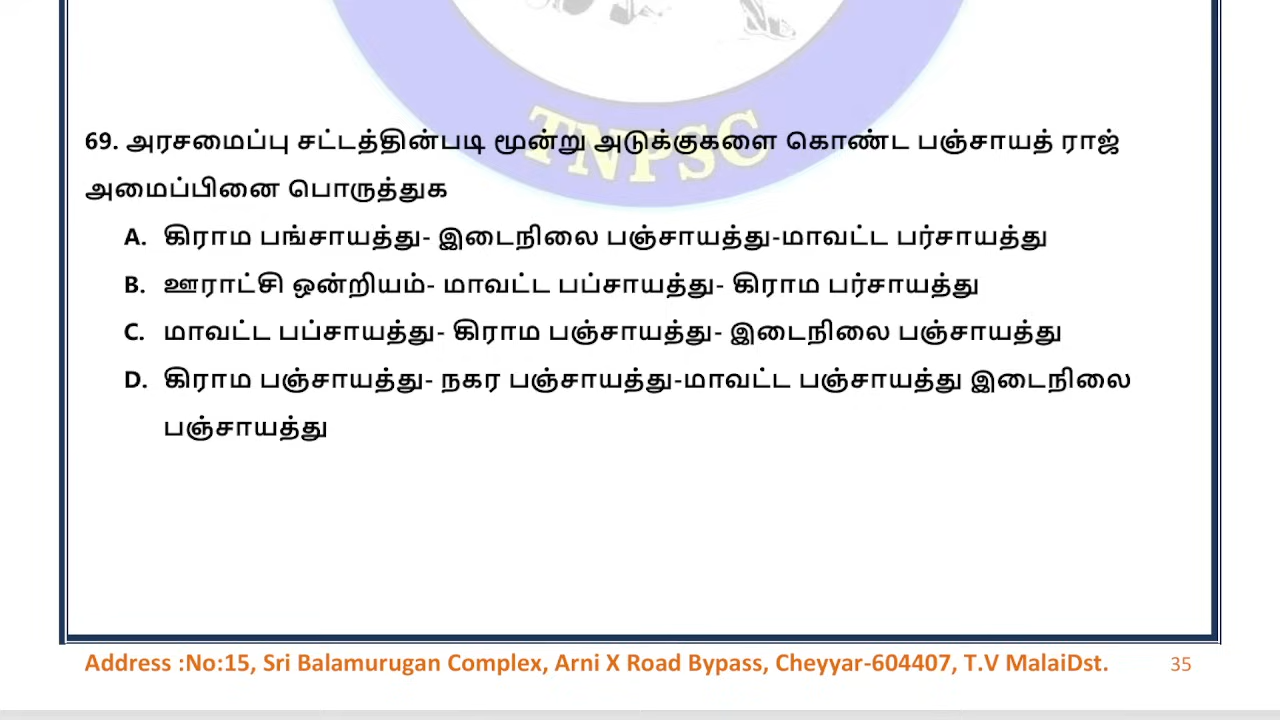 TNPSC
69. அரசமைப்பு சட்டத்தின்படி மூன்று அடுக்குகளை கொண்ட பஞ்சாயத் ராஜ்
அமைப்பினை பொருத்துக
A. கிராம பங்சாயத்து- இடைநிலை பஞ்சாயத்து-மாவட்ட பர்சாயத்து
B. ஊராட்சி ஒன்றியம்- மாவட்ட பப்சாயத்து- கிராம பர்சாயத்து
C. மாவட்ட பப்சாயத்து- கிராம பஞ்சாயத்து- இடைநிலை பஞ்சாயத்து
D. கிராம பஞ்சாயத்து- நகர பஞ்சாயத்து-மாவட்ட பஞ்சாயத்து இடைநிலை
பஞ்சாயத்து
Address :No:15, Sri Balamurugan Complex, Arni X Road Bypass, Cheyyar-604407, T.V MalaiDst. 35